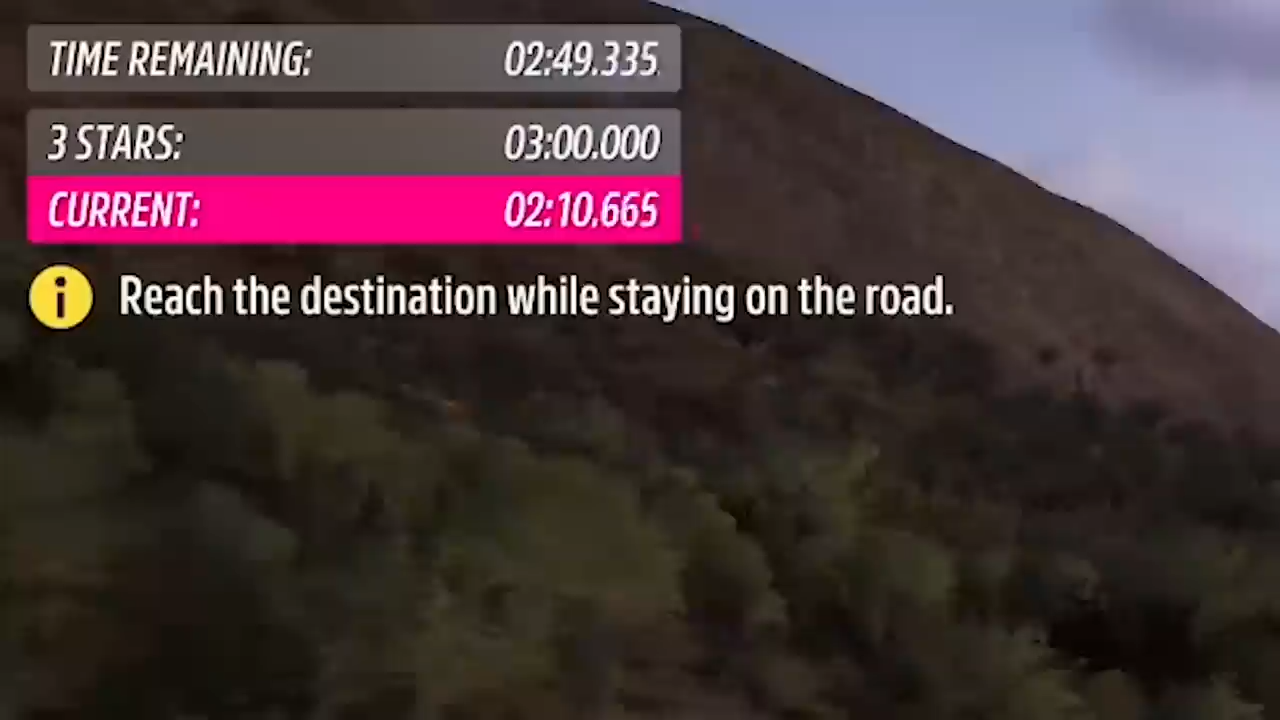 TIME REMAINING: 02:49.335
3 STARS: 03:00.000
CURRENT: 02:10.665
i Reach the destination while staying on the road.